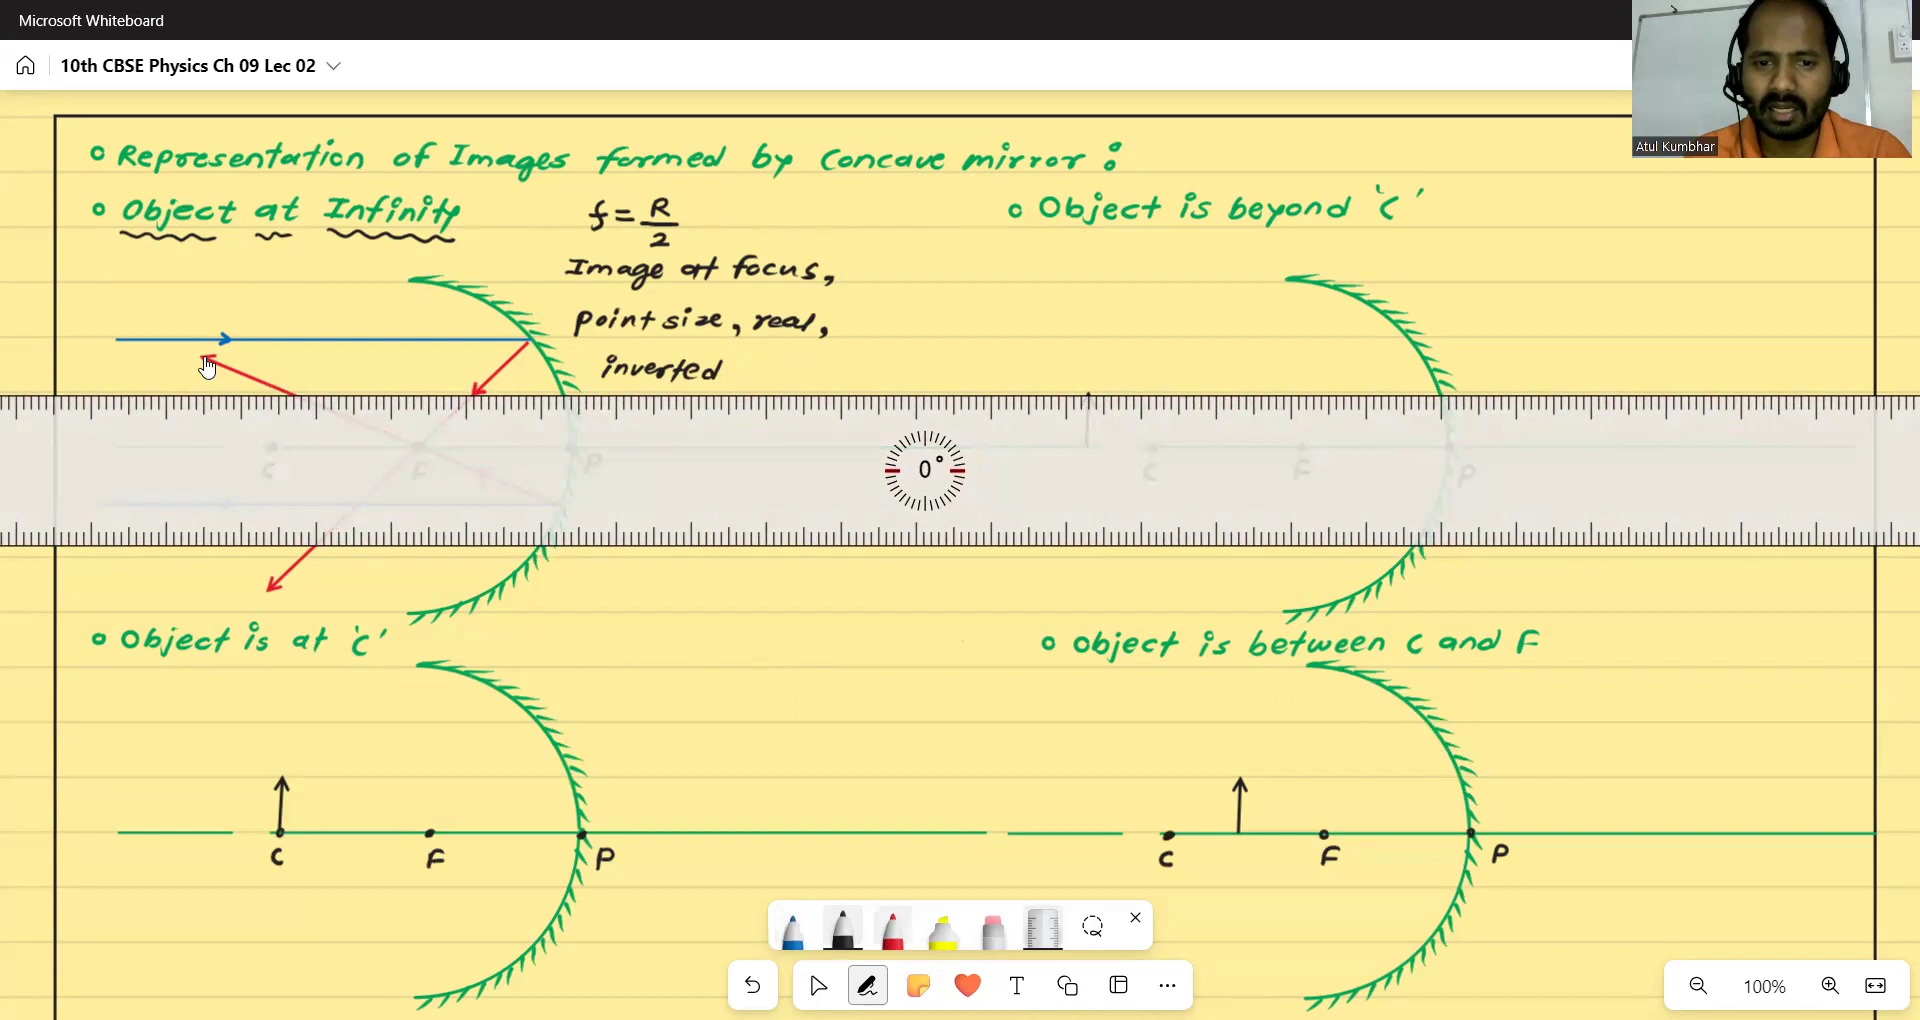 Microsoft Whiteboard
10th CBSE Physics Ch 09 Lec 02
Atul Kumbhar
Representation of Images formed by Concave mirror :
Object at Infinity
f = R/2
Image at focus,
point size, real,
inverted
Object is beyond 'C'
C F P
0°
C F P
Object is at 'C'
C F P
Object is between C and F
C F P
100%